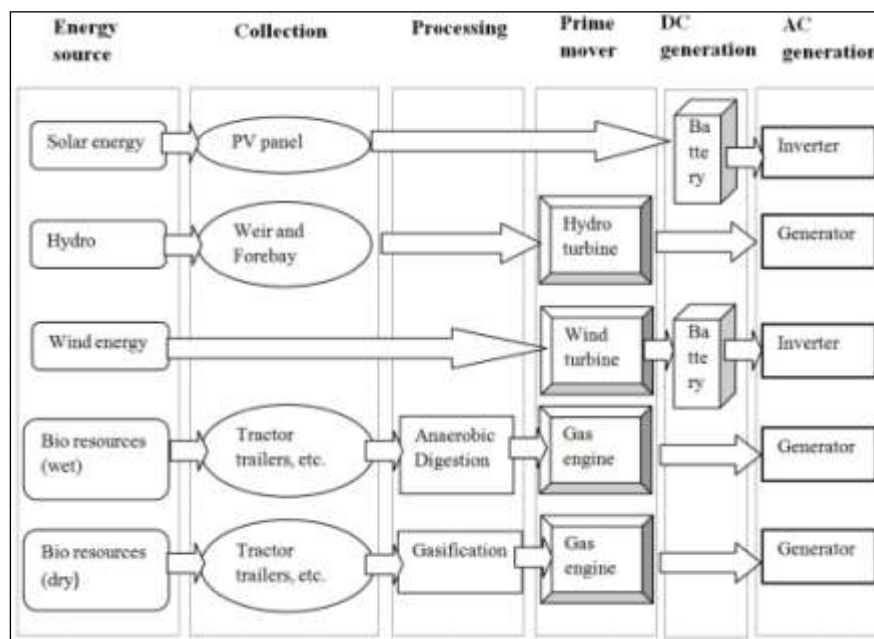 Energy source
Collection
Processing
Prime mover
DC generation
AC generation
Solar energy
PV panel
Ba
tte
ry
Inverter
Hydro
Weir and
Forebay
Hydro
turbine
Generator
Wind energy
Wind
turbine
Ba
tte
ry
Inverter
Bio resources
(wet)
Tractor
trailers, etc.
Anaerobic
Digestion
Gas
engine
Generator
Bio resources
(dry)
Tractor
trailers, etc.
Gasification
Gas
engine
Generator